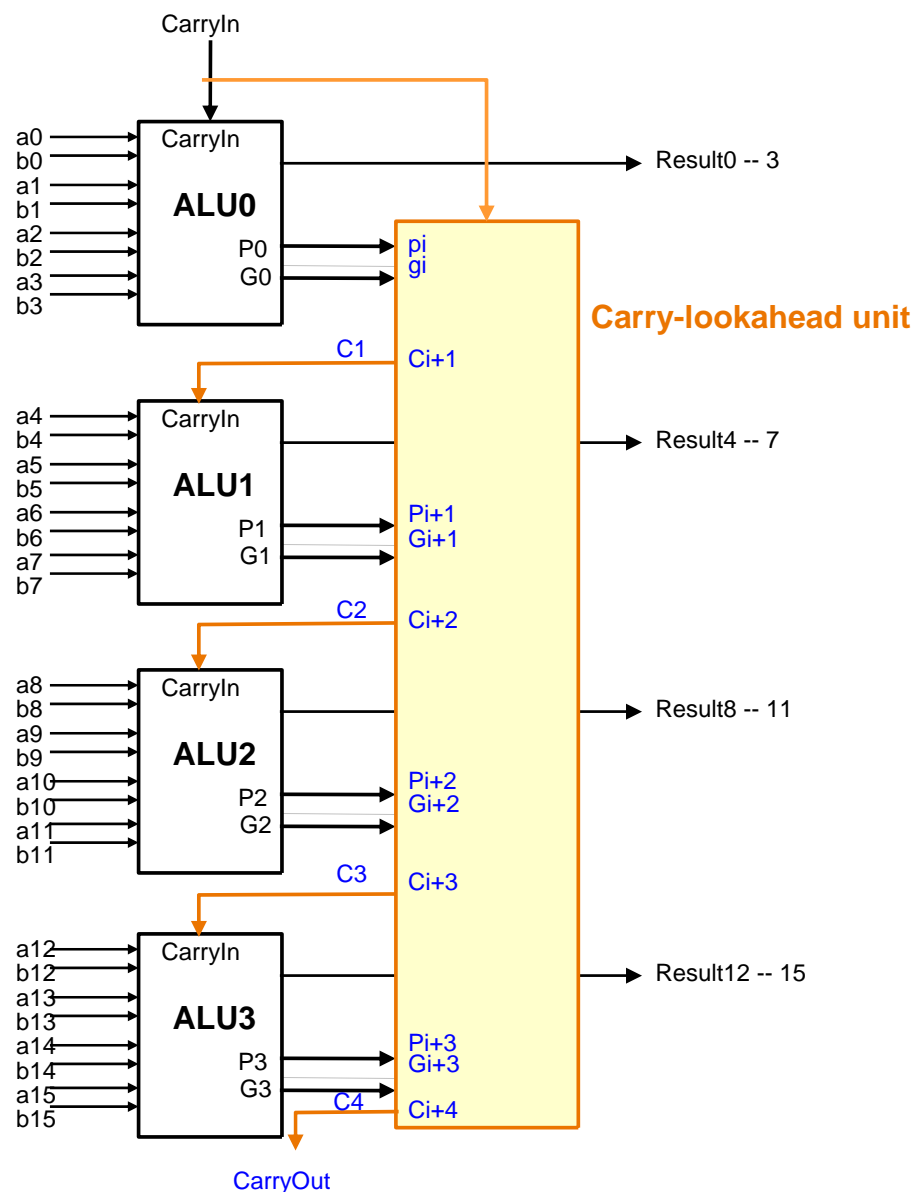 CarryIn
a0
b0
a1
b1
a2
b2
a3
b3
CarryIn
ALU0
P0
G0
Result0 -- 3
pi
gi
Carry-lookahead unit
C1
Ci+1
a4
b4
a5
b5
a6
b6
a7
b7
CarryIn
ALU1
P1
G1
Result4 -- 7
Pi+1
Gi+1
C2
Ci+2
a8
b8
a9
b9
a10
b10
a11
b11
CarryIn
ALU2
P2
G2
Result8 -- 11
Pi+2
Gi+2
C3
Ci+3
a12
b12
a13
b13
a14
b14
a15
b15
CarryIn
ALU3
P3
G3
Result12 -- 15
Pi+3
Gi+3
C4
Ci+4
CarryOut